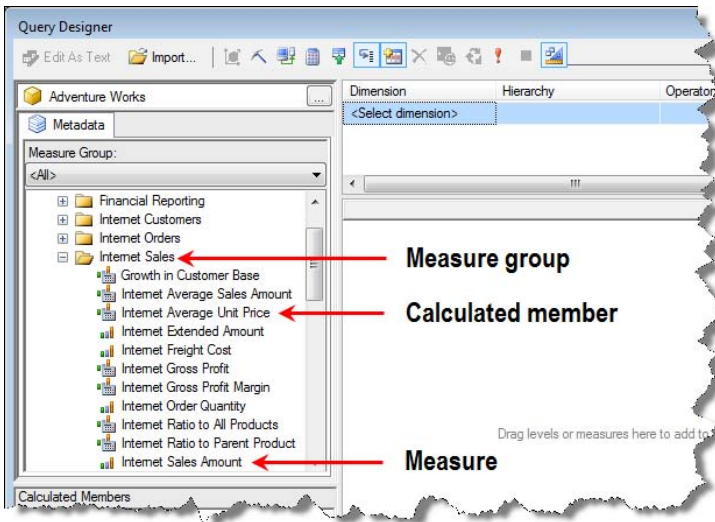 Query Designer
Edit As Text Import...
Adventure Works ...
Metadata
Measure Group:
<All>
Financial Reporting
Internet Customers
Internet Orders
Internet Sales
Growth in Customer Base
Internet Average Sales Amount
Internet Average Unit Price
Internet Extended Amount
Internet Freight Cost
Internet Gross Profit
Internet Gross Profit Margin
Internet Order Quantity
Internet Ratio to All Products
Internet Ratio to Parent Product
Internet Sales Amount
Calculated Members
Dimension Hierarchy Operator
<Select dimension>
Measure group
Calculated member
Drag levels or measures here to add to
Measure